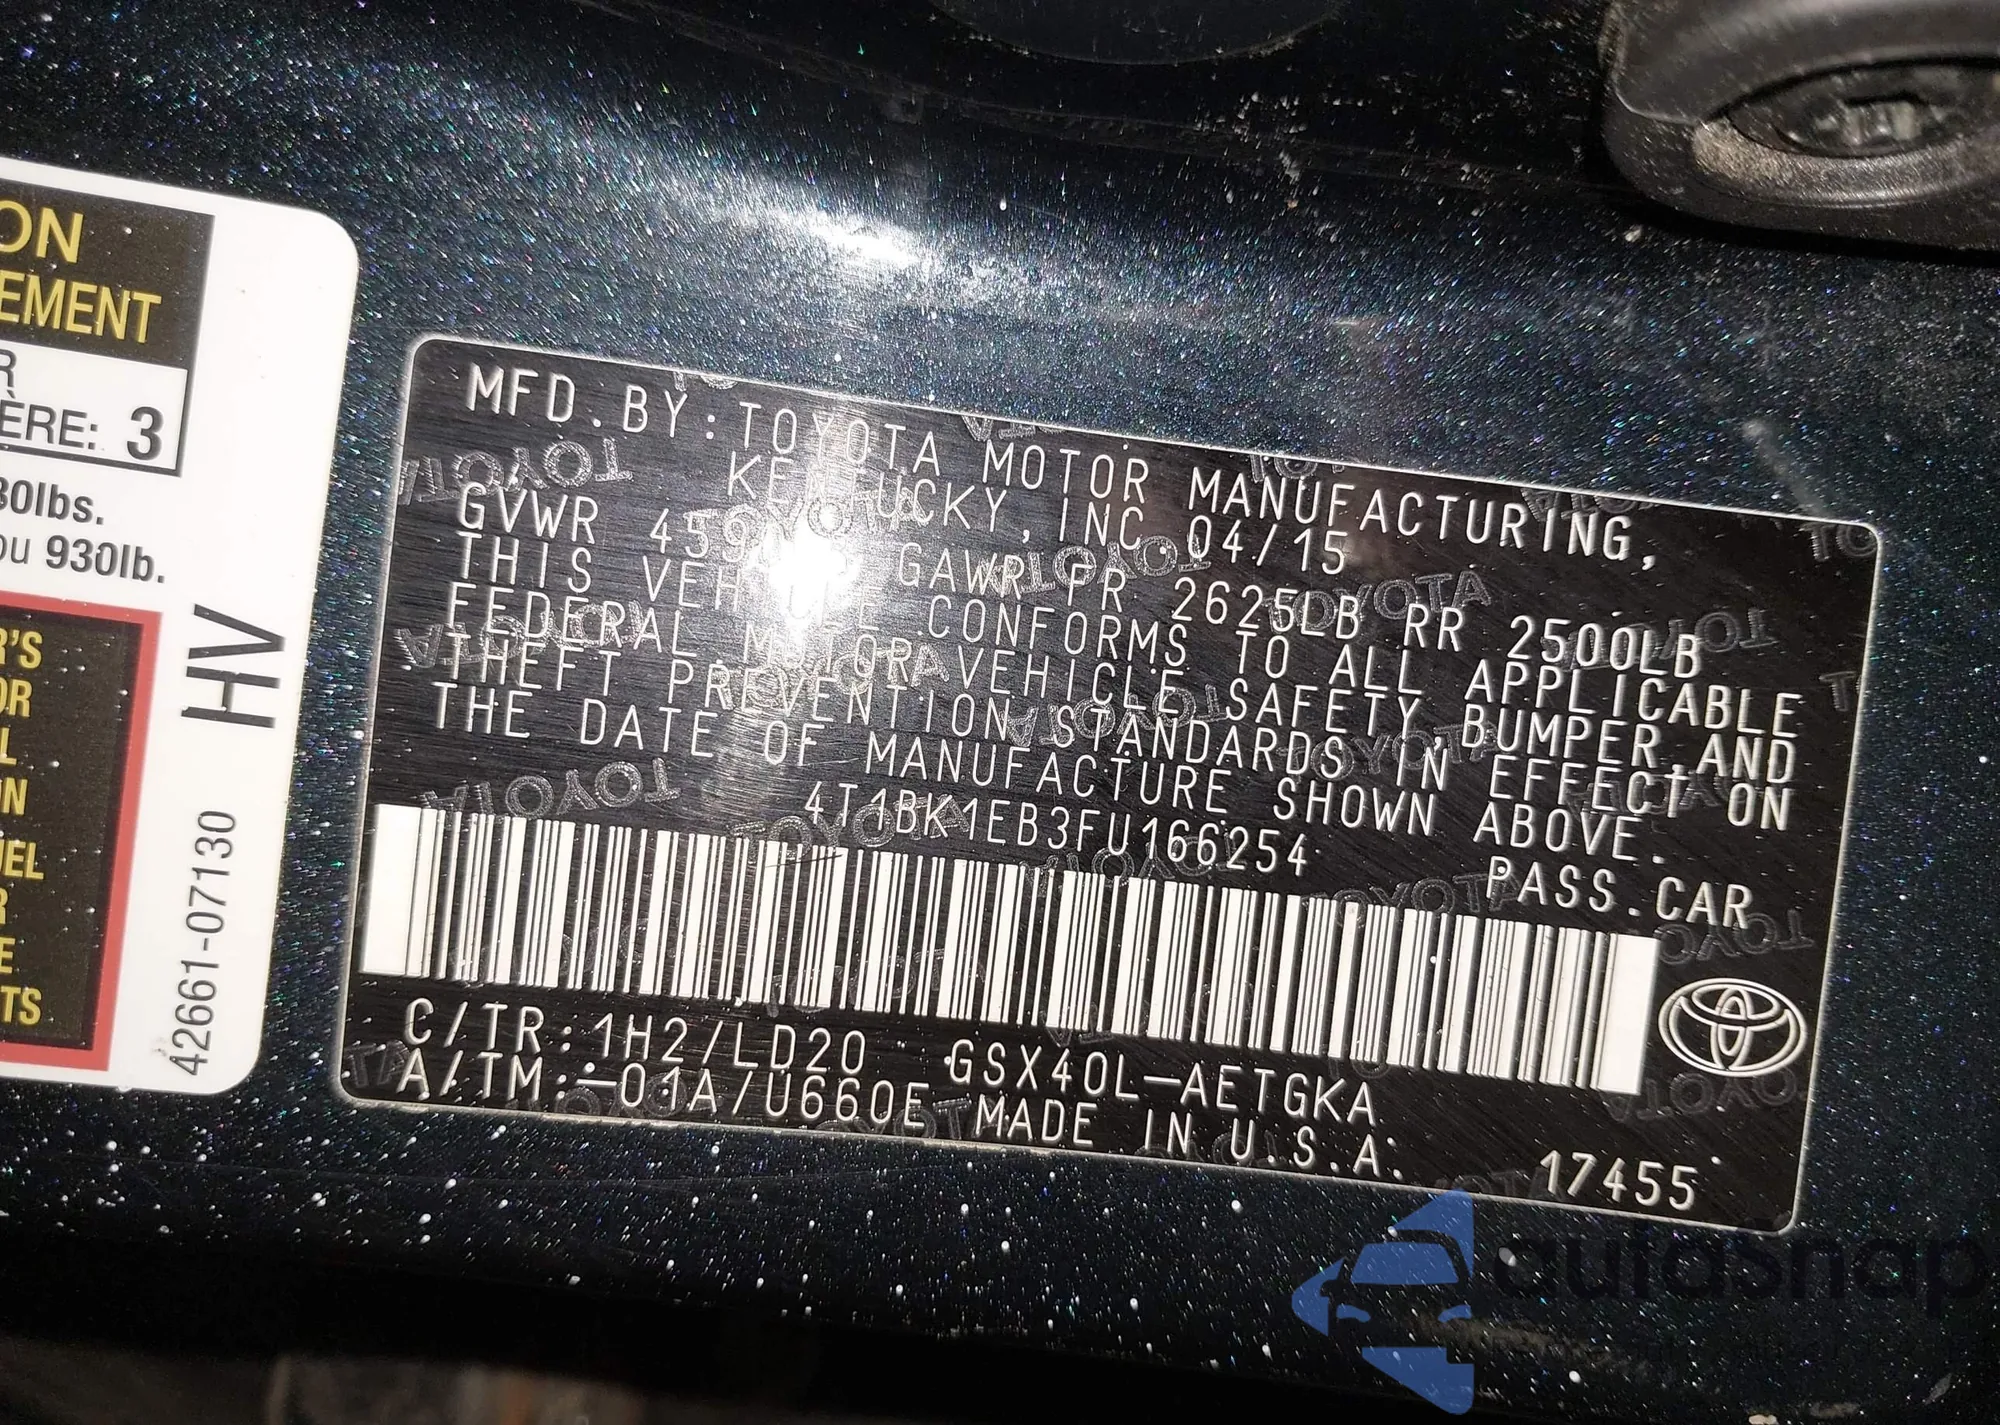 ON
EMENT
R
ÈRE: 3
30lbs.
ou 930lb.
R'S
OR
L
ON
UEL
R
E
TS
42661-07130 HV
MFD.BY:TOYOTA MOTOR MANUFACTURING,
KENTUCKY,INC. 04/15
GVWR GAWR FR 2625LB RR 2500LB
THIS VEHICLE CONFORMS TO ALL APPLICABLE
FEDERAL MOTOR VEHICLE SAFETY,BUMPER,AND
THEFT PREVENTION STANDARDS IN EFFECT ON
THE DATE OF MANUFACTURE SHOWN ABOVE.
4T1BK1EB3FU166254 PASS.CAR
C/TR:1H2/LD20 GSX40L-AETGKA
A/TM:-01A/U660E MADE IN U.S.A.
17455
autosnap